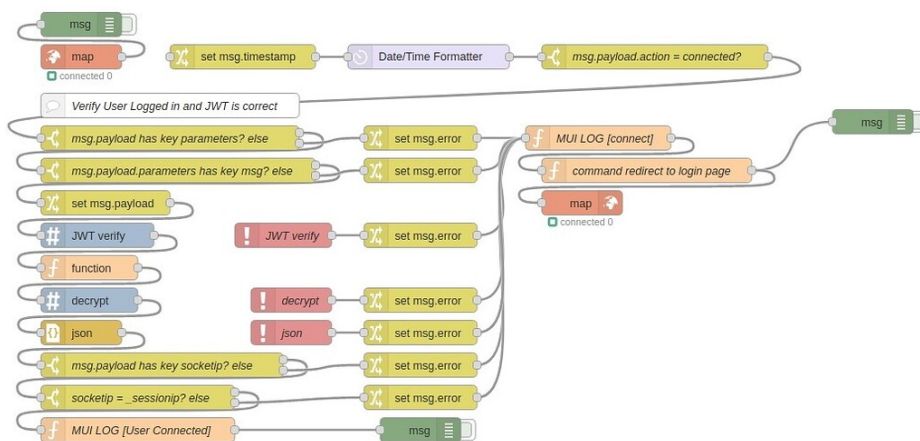 msg
map
set msg.timestamp
Date/Time Formatter
msg.payload.action = connected?
connected 0
Verify User Logged in and JWT is correct
msg
msg.payload has key parameters? else
set msg.error
MUI LOG [connect]
msg.payload.parameters has key msg? else
set msg.error
command redirect to login page
set msg.payload
map
connected 0
JWT verify
JWT verify
set msg.error
function
decrypt
decrypt
set msg.error
json
json
set msg.error
msg.payload has key socketip? else
set msg.error
socketip = _sessionip? else
set msg.error
MUI LOG [User Connected]
msg